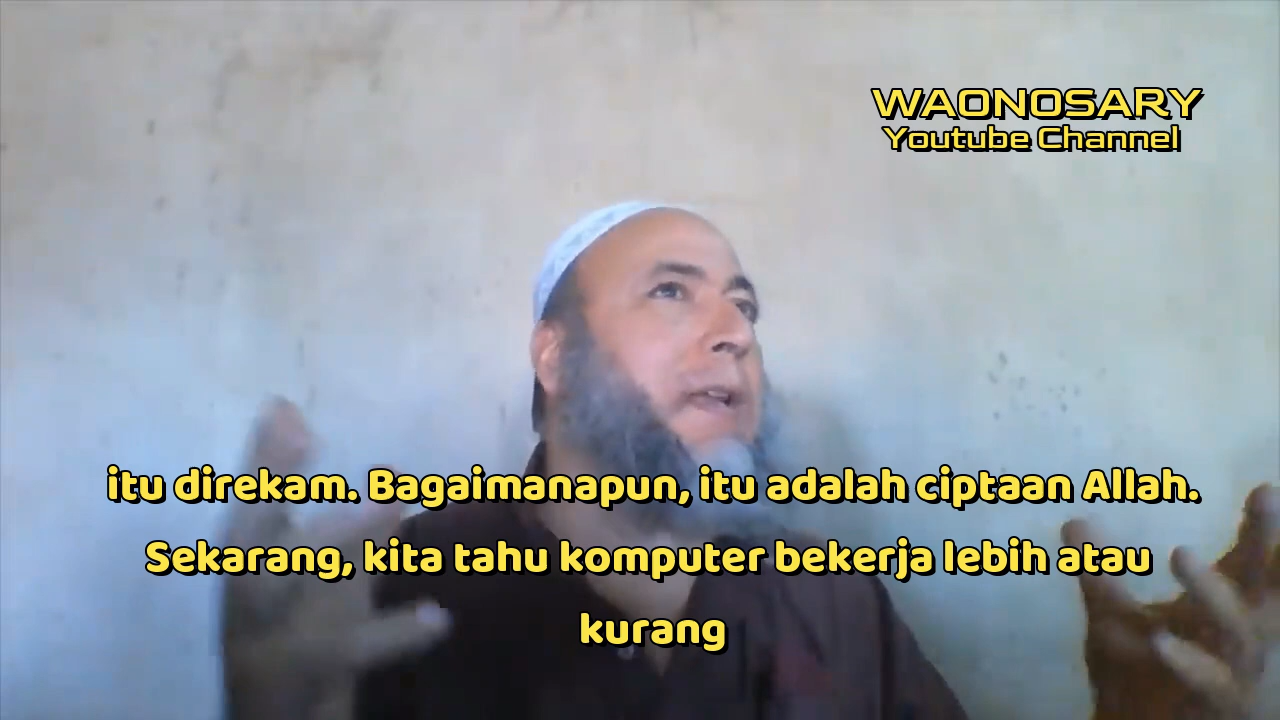 WAONOSARY
Youtube Channel
itu direkam. Bagaimanapun, itu adalah ciptaan Allah.
Sekarang, kita tahu komputer bekerja lebih atau
kurang